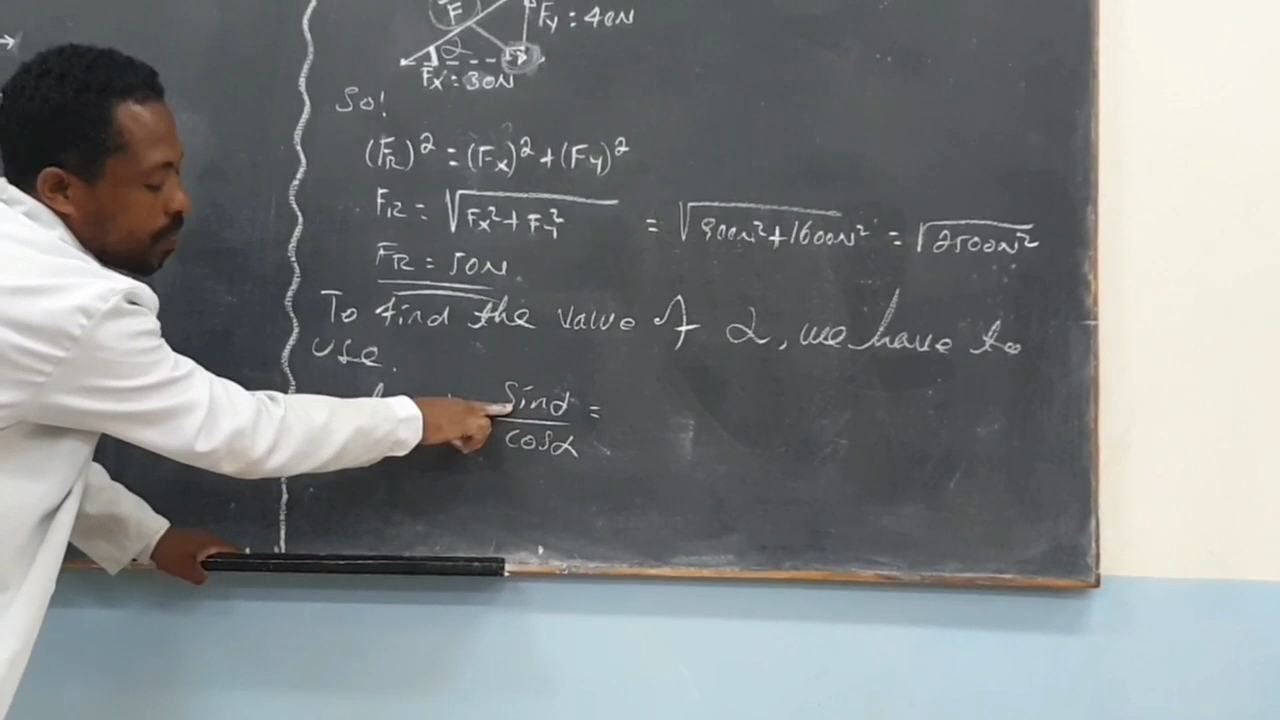 F
Fy = 40N
α
Fx = 30N
So!
(FR)² = (Fx)² + (Fy)²
FR = √Fx² + Fy² = √900N² + 1600N² = √2500N²
FR = 50N
To find the value of α, we have to
use.
Sinα =
cosα